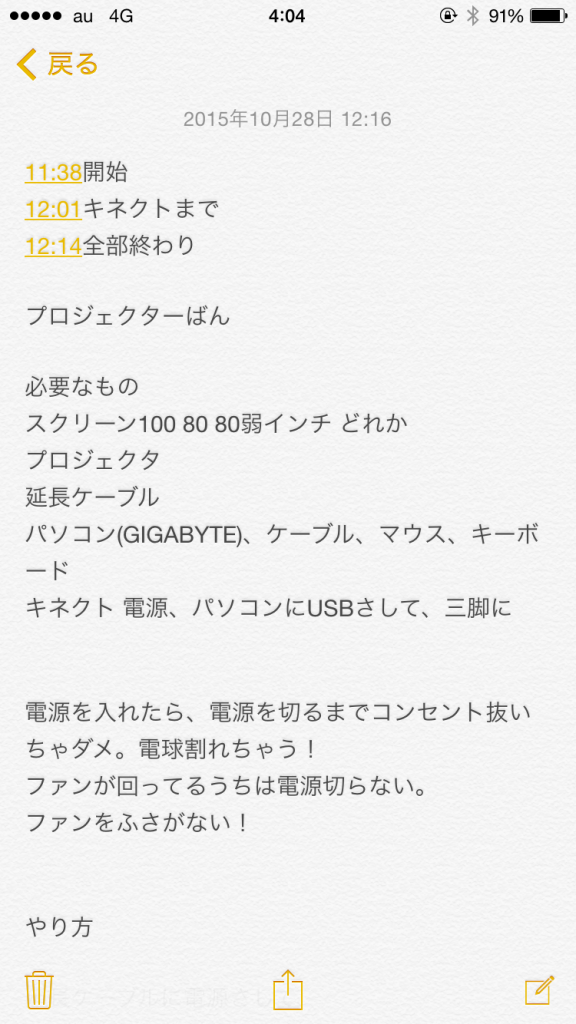 au 4G 4:04 91%
戻る
2015年10月28日 12:16
11:38開始
12:01キネクトまで
12:14全部終わり
プロジェクターばん
必要なもの
スクリーン100 80 80弱インチ どれか
プロジェクタ
延長ケーブル
パソコン(GIGABYTE)、ケーブル、マウス、キーボ
ード
キネクト 電源、パソコンにUSBさして、三脚に
電源を入れたら、電源を切るまでコンセント抜い
ちゃダメ。電球割れちゃう！
ファンが回ってるうちは電源切らない。
ファンをふさがない！
やり方